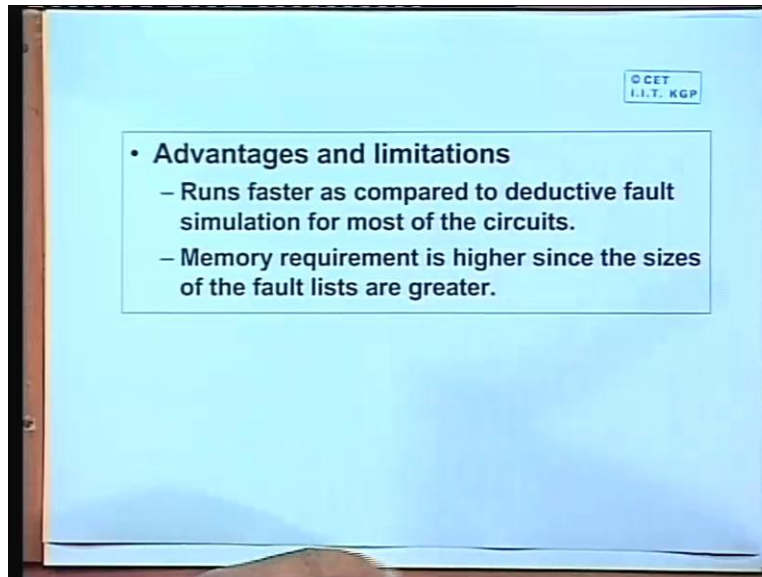 © CET
I.I.T. KGP
• Advantages and limitations
– Runs faster as compared to deductive fault
simulation for most of the circuits.
– Memory requirement is higher since the sizes
of the fault lists are greater.